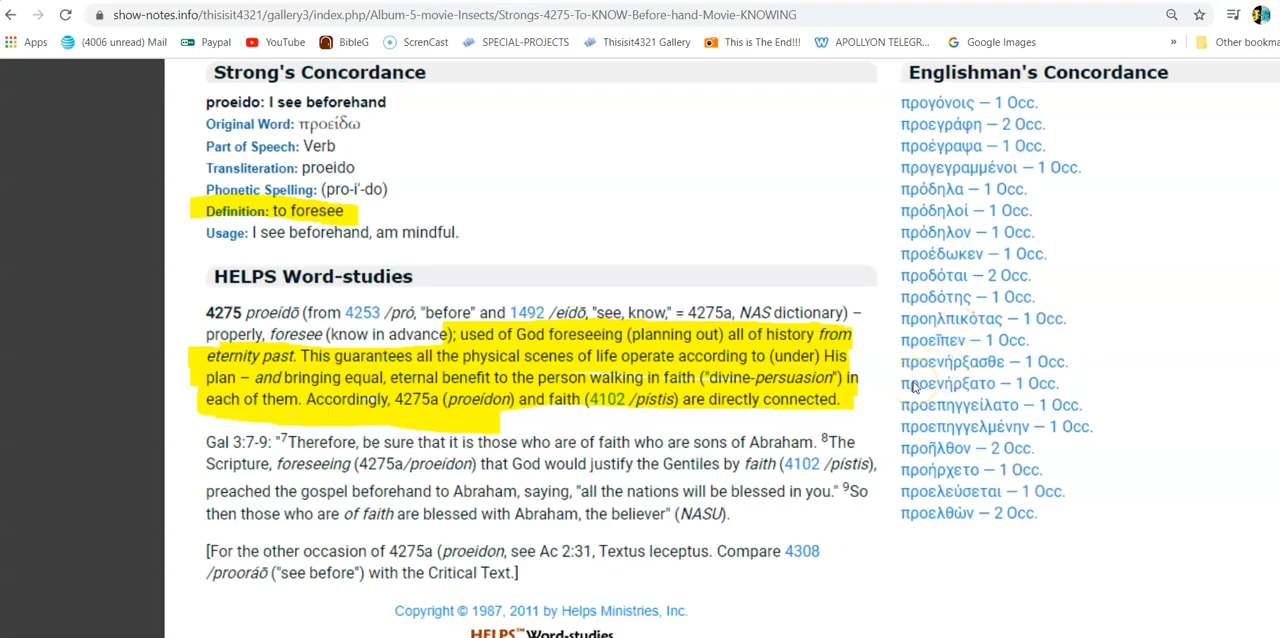 show-notes.info/thisisit4321/gallery3/index.php/Album-5-movie-Insects/Strongs-4275-To-KNOW-Before-hand-Movie-KNOWING
Apps (4006 unread) Mail Paypal YouTube BibleG ScrenCast SPECIAL-PROJECTS Thisisit4321 Gallery This is The End!!! APOLLYON TELEGR... Google Images » Other bookma
Strong's Concordance
proeido: I see beforehand
Original Word: προείδω
Part of Speech: Verb
Transliteration: proeido
Phonetic Spelling: (pro-i'-do)
Definition: to foresee
Usage: I see beforehand, am mindful.
HELPS Word-studies
4275 proeídō (from 4253 /pró, "before" and 1492 /eídō, "see, know," = 4275a, NAS dictionary) –
properly, foresee (know in advance); used of God foreseeing (planning out) all of history from
eternity past. This guarantees all the physical scenes of life operate according to (under) His
plan – and bringing equal, eternal benefit to the person walking in faith ("divine-persuasion") in
each of them. Accordingly, 4275a (proeídon) and faith (4102 /pístis) are directly connected.
Gal 3:7-9: "7Therefore, be sure that it is those who are of faith who are sons of Abraham. 8The
Scripture, foreseeing (4275a/proeídon) that God would justify the Gentiles by faith (4102 /pístis),
preached the gospel beforehand to Abraham, saying, "all the nations will be blessed in you." 9So
then those who are of faith are blessed with Abraham, the believer" (NASU).
[For the other occasion of 4275a (proeidon, see Ac 2:31, Textus leceptus. Compare 4308
/prooráō ("see before") with the Critical Text.]
Copyright © 1987, 2011 by Helps Ministries, Inc.
HELPS™ Word-studies
Englishman's Concordance
προγόνοις — 1 Occ.
προεγράφη — 2 Occ.
προέγραψα — 1 Occ.
προγεγραμμένοι — 1 Occ.
πρόδηλα — 1 Occ.
πρόδηλοί — 1 Occ.
πρόδηλον — 1 Occ.
προέδωκεν — 1 Occ.
προδόται — 2 Occ.
προδότης — 1 Occ.
προηλπικότας — 1 Occ.
προεῖπεν — 1 Occ.
προενήρξασθε — 1 Occ.
προενήρξατο — 1 Occ.
προεπηγγείλατο — 1 Occ.
προεπηγγελμένην — 1 Occ.
προῆλθον — 2 Occ.
προήρχετο — 1 Occ.
προελεύσεται — 1 Occ.
προελθὼν — 2 Occ.